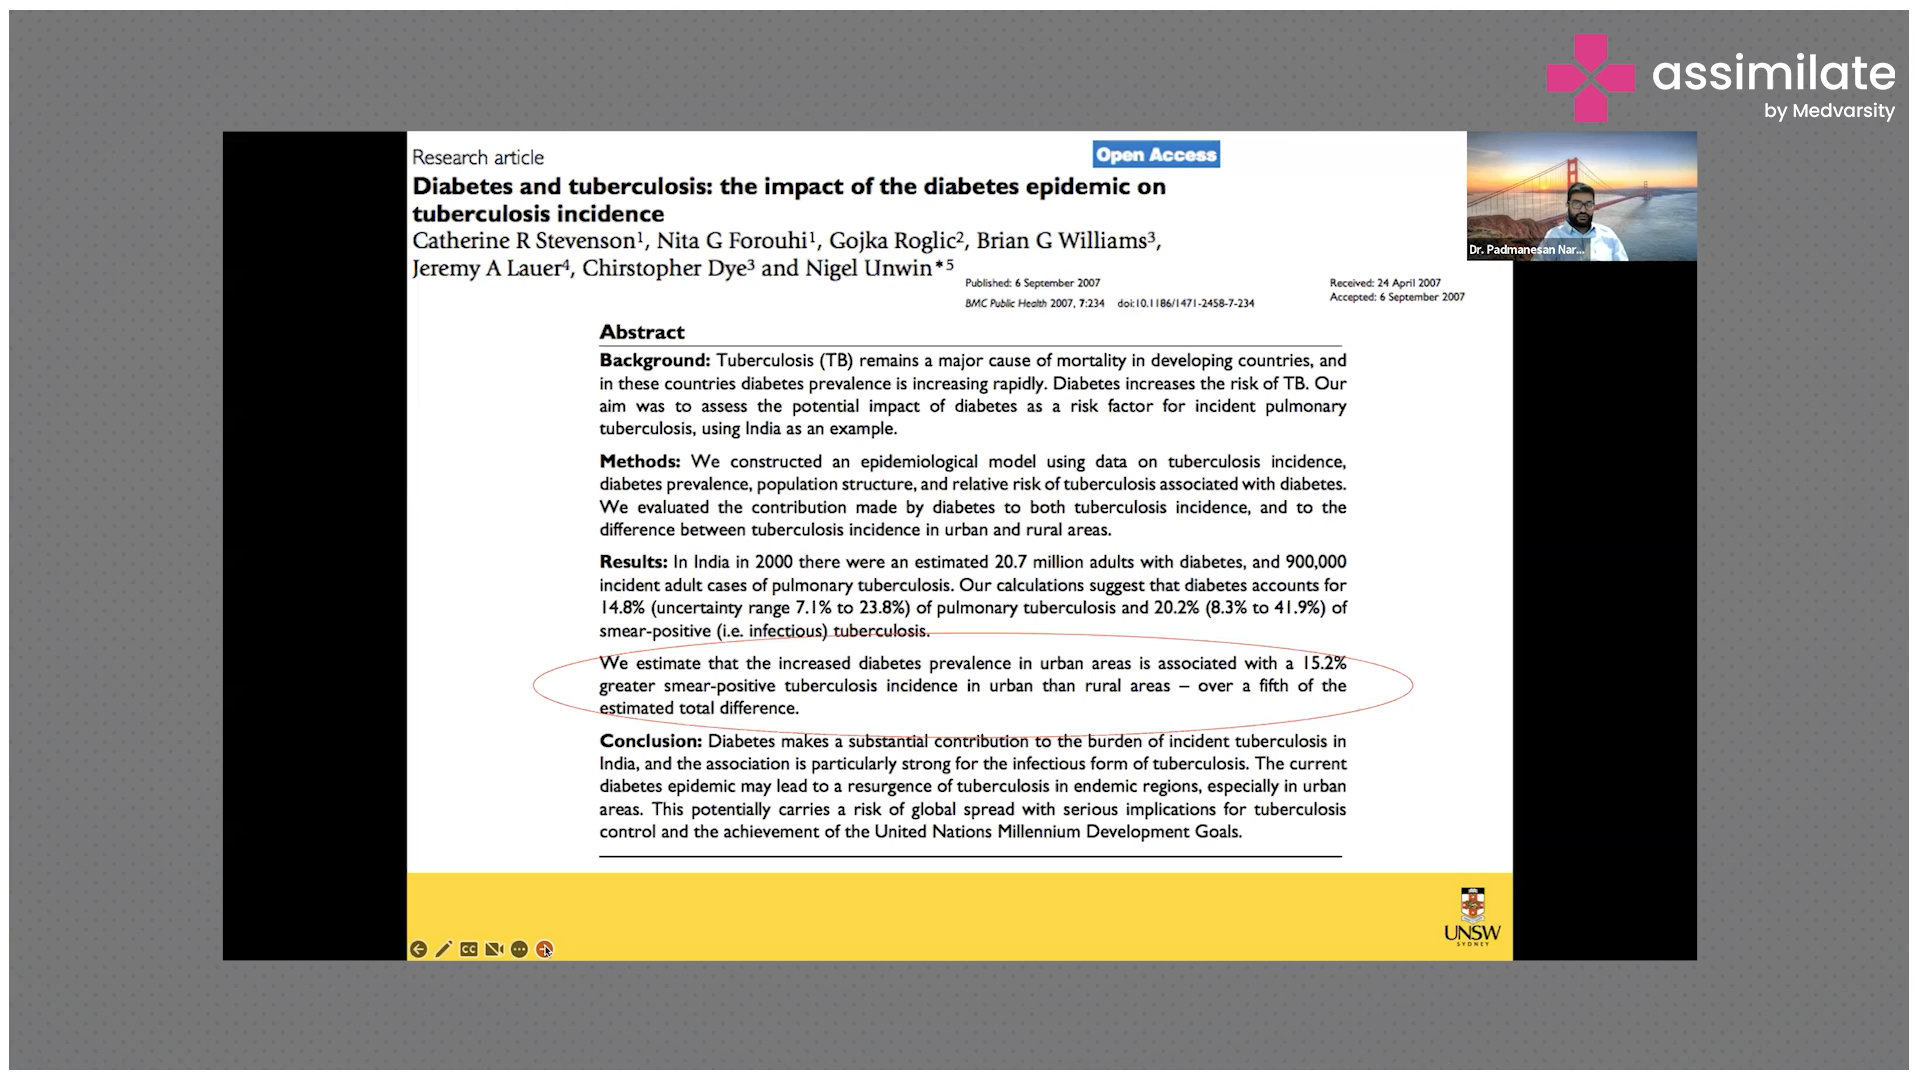 assimilate
by Medvarsity
Research article
Open Access
Diabetes and tuberculosis: the impact of the diabetes epidemic on
tuberculosis incidence
Catherine R Stevenson1, Nita G Forouhi1, Gojka Roglic2, Brian G Williams3,
Jeremy A Lauer4, Chirstopher Dye3 and Nigel Unwin*5
Dr. Padmanesan Nar...
Published: 6 September 2007
Received: 24 April 2007
BMC Public Health 2007, 7:234 doi:10.1186/1471-2458-7-234
Accepted: 6 September 2007
Abstract
Background: Tuberculosis (TB) remains a major cause of mortality in developing countries, and
in these countries diabetes prevalence is increasing rapidly. Diabetes increases the risk of TB. Our
aim was to assess the potential impact of diabetes as a risk factor for incident pulmonary
tuberculosis, using India as an example.
Methods: We constructed an epidemiological model using data on tuberculosis incidence,
diabetes prevalence, population structure, and relative risk of tuberculosis associated with diabetes.
We evaluated the contribution made by diabetes to both tuberculosis incidence, and to the
difference between tuberculosis incidence in urban and rural areas.
Results: In India in 2000 there were an estimated 20.7 million adults with diabetes, and 900,000
incident adult cases of pulmonary tuberculosis. Our calculations suggest that diabetes accounts for
14.8% (uncertainty range 7.1% to 23.8%) of pulmonary tuberculosis and 20.2% (8.3% to 41.9%) of
smear-positive (i.e. infectious) tuberculosis.
We estimate that the increased diabetes prevalence in urban areas is associated with a 15.2%
greater smear-positive tuberculosis incidence in urban than rural areas – over a fifth of the
estimated total difference.
Conclusion: Diabetes makes a substantial contribution to the burden of incident tuberculosis in
India, and the association is particularly strong for the infectious form of tuberculosis. The current
diabetes epidemic may lead to a resurgence of tuberculosis in endemic regions, especially in urban
areas. This potentially carries a risk of global spread with serious implications for tuberculosis
control and the achievement of the United Nations Millennium Development Goals.
CC
UNSW
SYDNEY